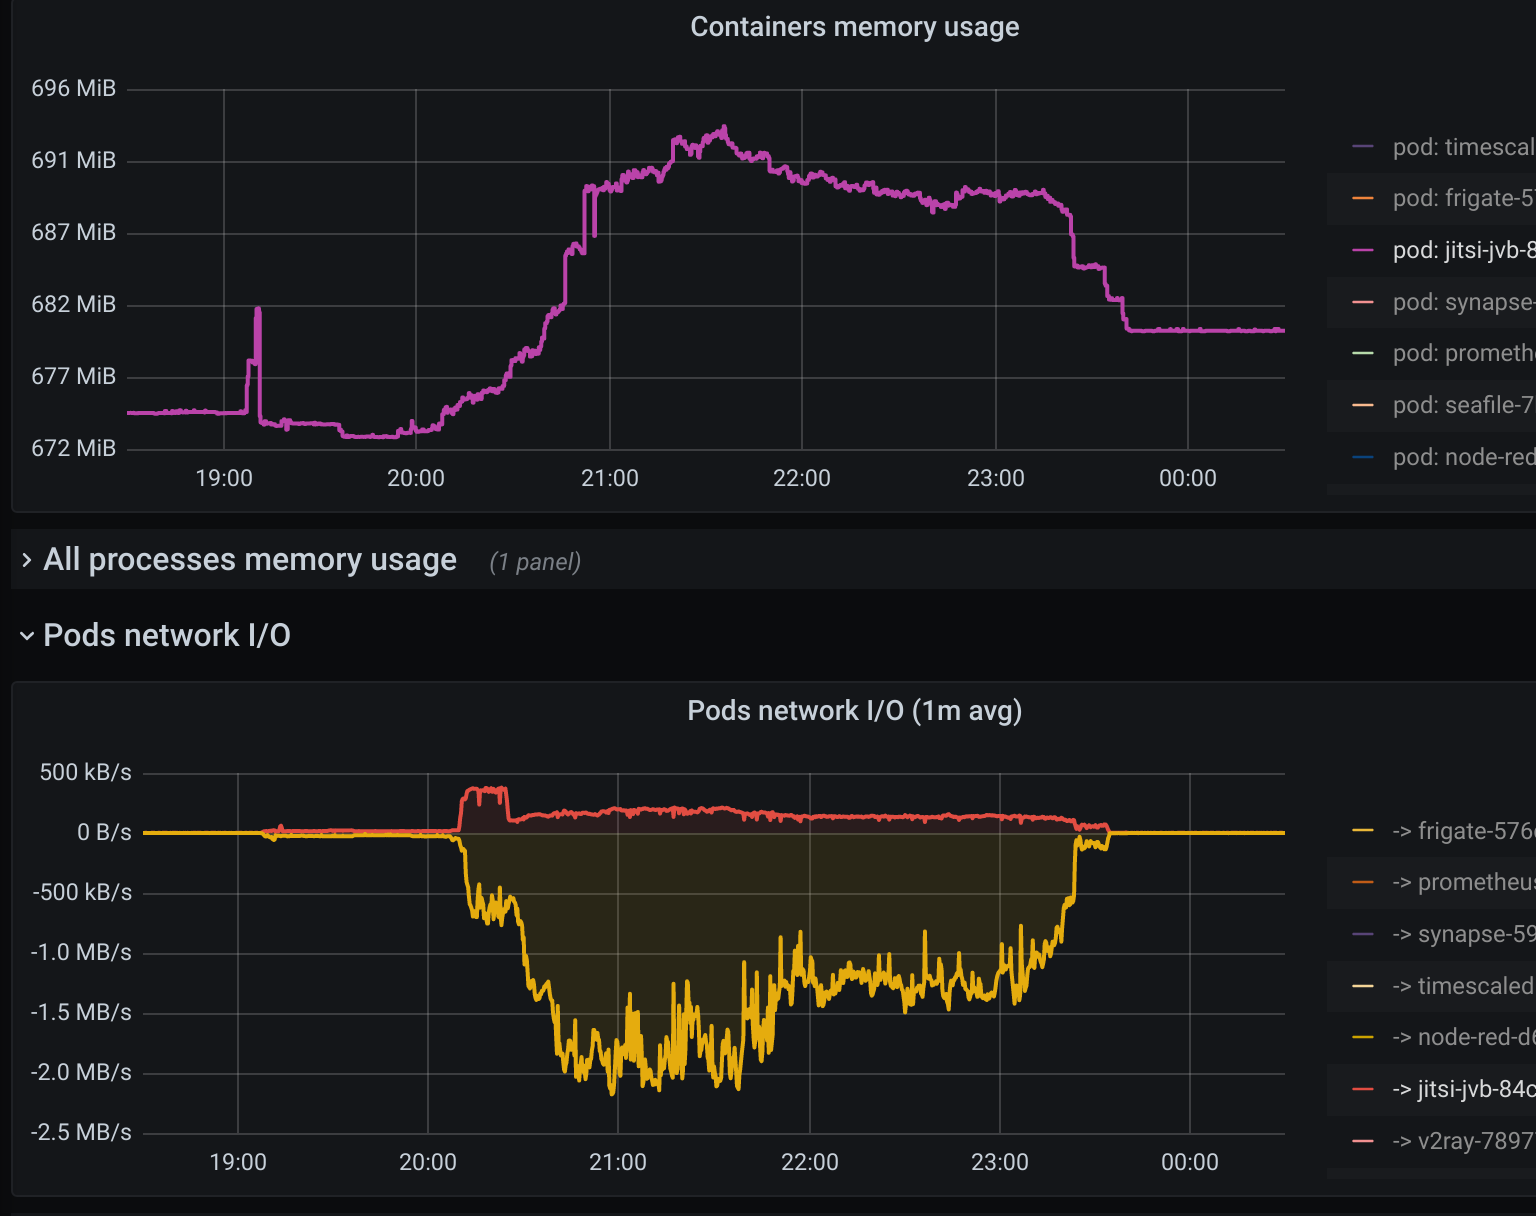 Containers memory usage
696 MiB
691 MiB
687 MiB
682 MiB
677 MiB
672 MiB
19:00 20:00 21:00 22:00 23:00 00:00
pod: timescal
pod: frigate-5
pod: jitsi-jvb-8
pod: synapse-
pod: prometh
pod: seafile-7
pod: node-red
All processes memory usage (1 panel)
Pods network I/O
Pods network I/O (1m avg)
500 kB/s
0 B/s
-500 kB/s
-1.0 MB/s
-1.5 MB/s
-2.0 MB/s
-2.5 MB/s
19:00 20:00 21:00 22:00 23:00 00:00
-> frigate-576
-> prometheus
-> synapse-59
-> timescaled
-> node-red-d6
-> jitsi-jvb-84c
-> v2ray-7897